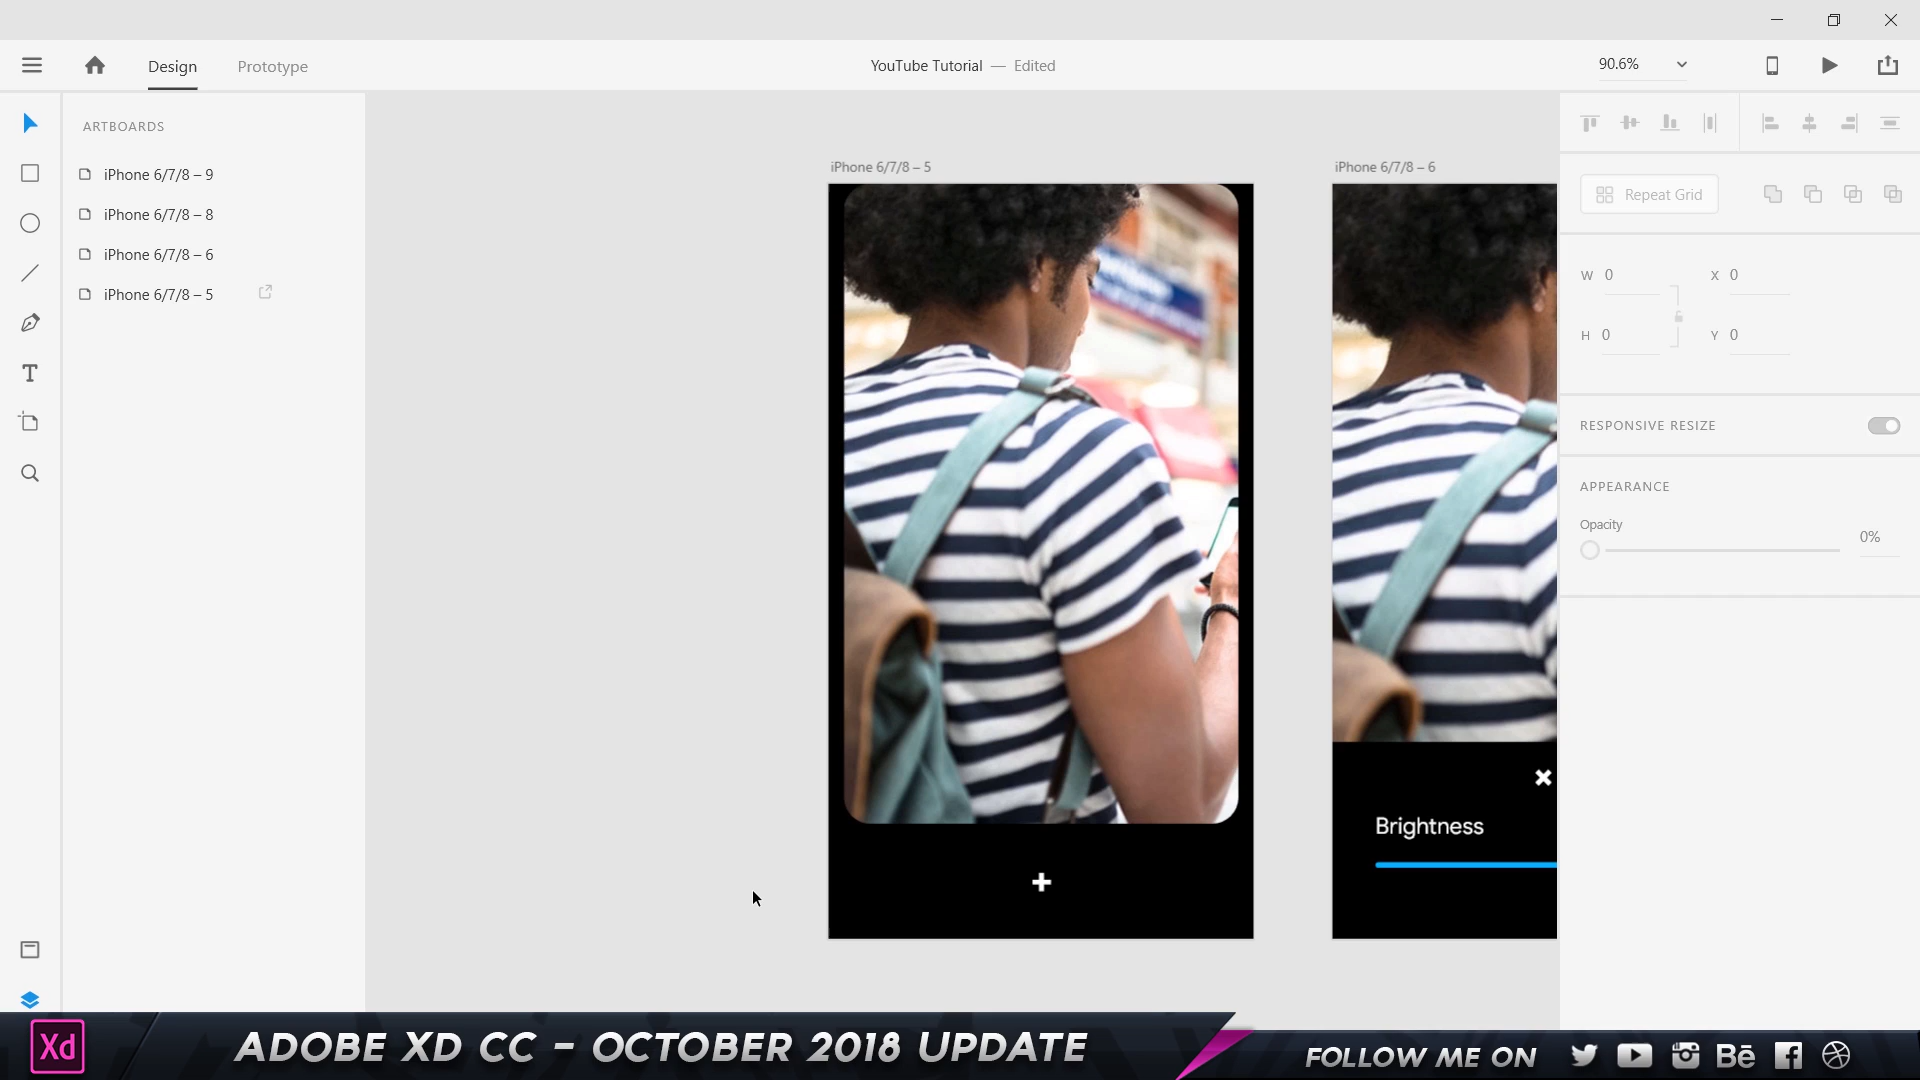 Design
Prototype
YouTube Tutorial — Edited
90.6%
ARTBOARDS
iPhone 6/7/8 – 9
iPhone 6/7/8 – 8
iPhone 6/7/8 – 6
iPhone 6/7/8 – 5
iPhone 6/7/8 – 5
iPhone 6/7/8 – 6
Brightness
Repeat Grid
W 0
X 0
H 0
Y 0
RESPONSIVE RESIZE
APPEARANCE
Opacity
0%
Xd
ADOBE XD CC - OCTOBER 2018 UPDATE
FOLLOW ME ON
Bē